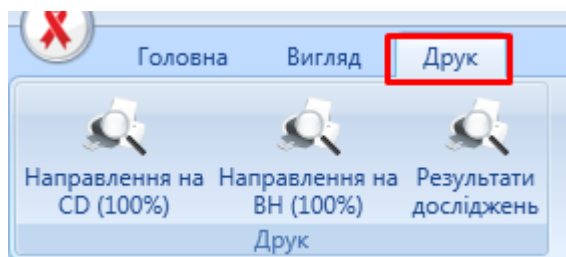 Головна Вигляд Друк
Направлення на Направлення на Результати
CD (100%) ВН (100%) досліджень
Друк